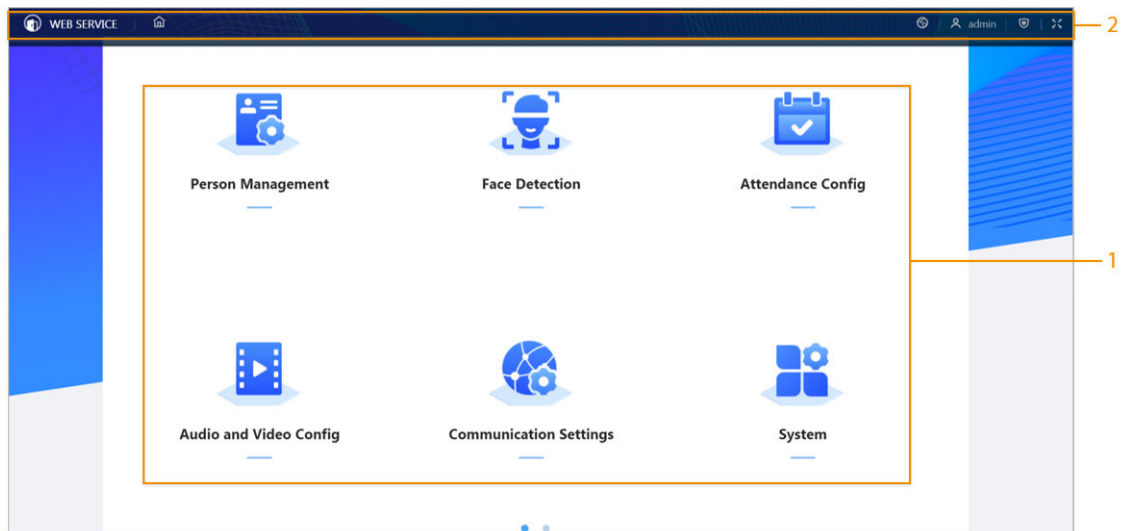 WEB SERVICE admin 2
Person Management Face Detection Attendance Config
1
Audio and Video Config Communication Settings System